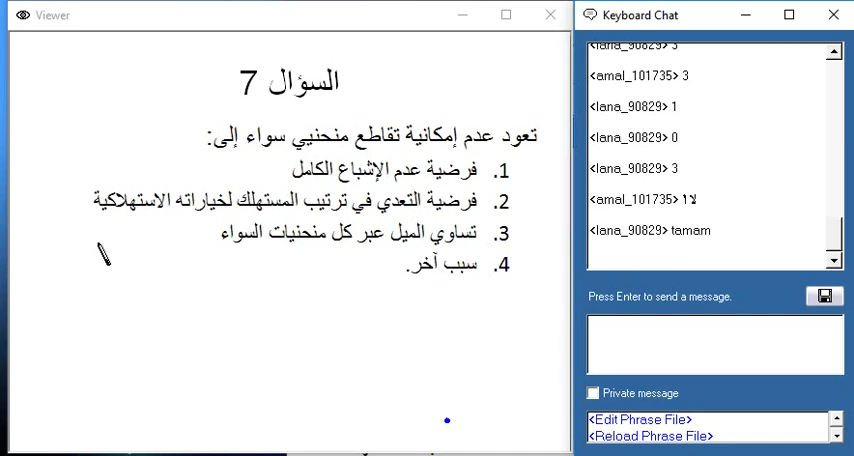 Viewer
السؤال 7
تعود عدم إمكانية تقاطع منحنيي سواء إلى:
1. فرضية عدم الإشباع الكامل
2. فرضية التعدي في ترتيب المستهلك لخياراته الاستهلاكية
3. تساوي الميل عبر كل منحنيات السواء
4. سبب آخر.
Keyboard Chat
<lana_90829> 3
<amal_101735> 3
<lana_90829> 1
<lana_90829> 0
<lana_90829> 3
<amal_101735> لا 1
<lana_90829> tamam
Press Enter to send a message.
Private message
<Edit Phrase File>
<Reload Phrase File>